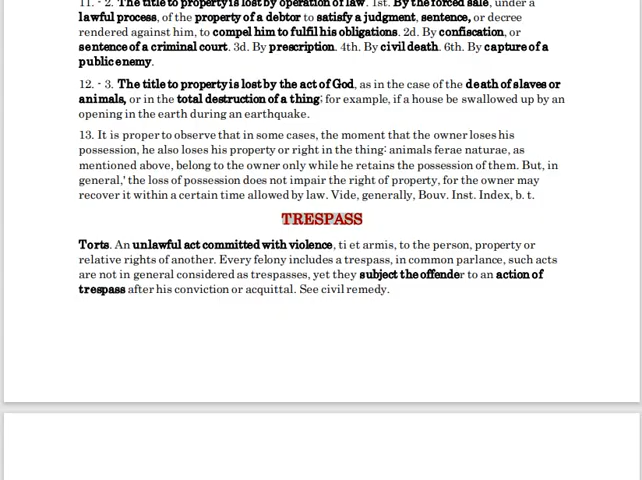 11. - 2. The title to property is lost by operation of law. 1st. By the forced sale, under a
lawful process, of the property of a debtor to satisfy a judgment, sentence, or decree
rendered against him, to compel him to fulfil his obligations. 2d. By confiscation, or
sentence of a criminal court. 3d. By prescription. 4th. By civil death. 6th. By capture of a
public enemy.
12. - 3. The title to property is lost by the act of God, as in the case of the death of slaves or
animals, or in the total destruction of a thing; for example, if a house be swallowed up by an
opening in the earth during an earthquake.
13. It is proper to observe that in some cases, the moment that the owner loses his
possession, he also loses his property or right in the thing: animals ferae naturae, as
mentioned above, belong to the owner only while he retains the possession of them. But, in
general,' the loss of possession does not impair the right of property, for the owner may
recover it within a certain time allowed by law. Vide, generally, Bouv. Inst. Index, b. t.
TRESPASS
Torts. An unlawful act committed with violence, ti et armis, to the person, property or
relative rights of another. Every felony includes a trespass, in common parlance, such acts
are not in general considered as trespasses, yet they subject the offender to an action of
trespass after his conviction or acquittal. See civil remedy.